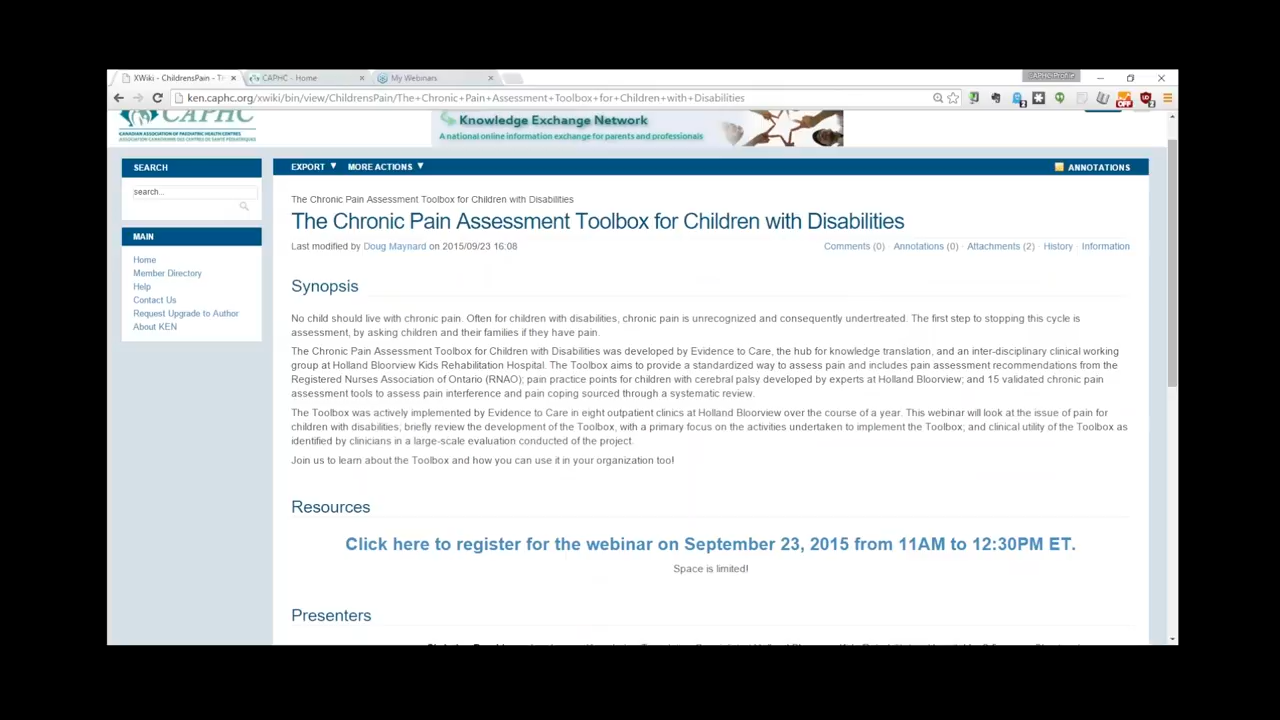 XWiki - ChildrensPain - T
CAPHC - Home
My Webinars
CAPHC Profile
ken.caphc.org/xwiki/bin/view/ChildrensPain/The+Chronic+Pain+Assessment+Toolbox+for+Children+with+Disabilities
CAPHC
CANADIAN ASSOCIATION OF PAEDIATRIC HEALTH CENTRES
ASSOCIATION CANADIENNE DES CENTRES DE SANTÉ PÉDIATRIQUES
Knowledge Exchange Network
A national online information exchange for parents and professionals
SEARCH
search...
MAIN
Home
Member Directory
Help
Contact Us
Request Upgrade to Author
About KEN
EXPORT MORE ACTIONS ANNOTATIONS
The Chronic Pain Assessment Toolbox for Children with Disabilities
The Chronic Pain Assessment Toolbox for Children with Disabilities
Last modified by Doug Maynard on 2015/09/23 16:08
Comments (0) · Annotations (0) · Attachments (2) · History · Information
Synopsis
No child should live with chronic pain. Often for children with disabilities, chronic pain is unrecognized and consequently undertreated. The first step to stopping this cycle is
assessment, by asking children and their families if they have pain.
The Chronic Pain Assessment Toolbox for Children with Disabilities was developed by Evidence to Care, the hub for knowledge translation, and an inter-disciplinary clinical working
group at Holland Bloorview Kids Rehabilitation Hospital. The Toolbox aims to provide a standardized way to assess pain and includes pain assessment recommendations from the
Registered Nurses Association of Ontario (RNAO); pain practice points for children with cerebral palsy developed by experts at Holland Bloorview; and 15 validated chronic pain
assessment tools to assess pain interference and pain coping sourced through a systematic review.
The Toolbox was actively implemented by Evidence to Care in eight outpatient clinics at Holland Bloorview over the course of a year. This webinar will look at the issue of pain for
children with disabilities, briefly review the development of the Toolbox, with a primary focus on the activities undertaken to implement the Toolbox, and clinical utility of the Toolbox as
identified by clinicians in a large-scale evaluation conducted of the project.
Join us to learn about the Toolbox and how you can use it in your organization too!
Resources
Click here to register for the webinar on September 23, 2015 from 11AM to 12:30PM ET.
Space is limited!
Presenters